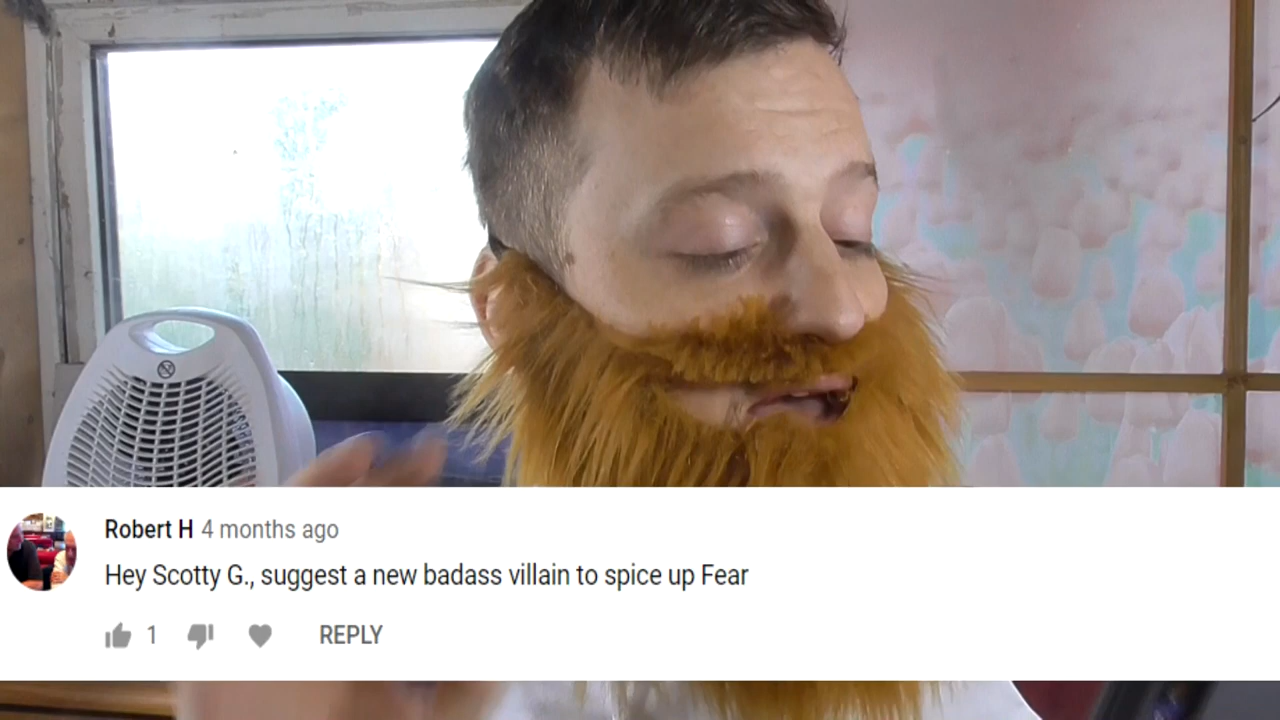 Robert H 4 months ago
Hey Scotty G., suggest a new badass villain to spice up Fear
1 REPLY